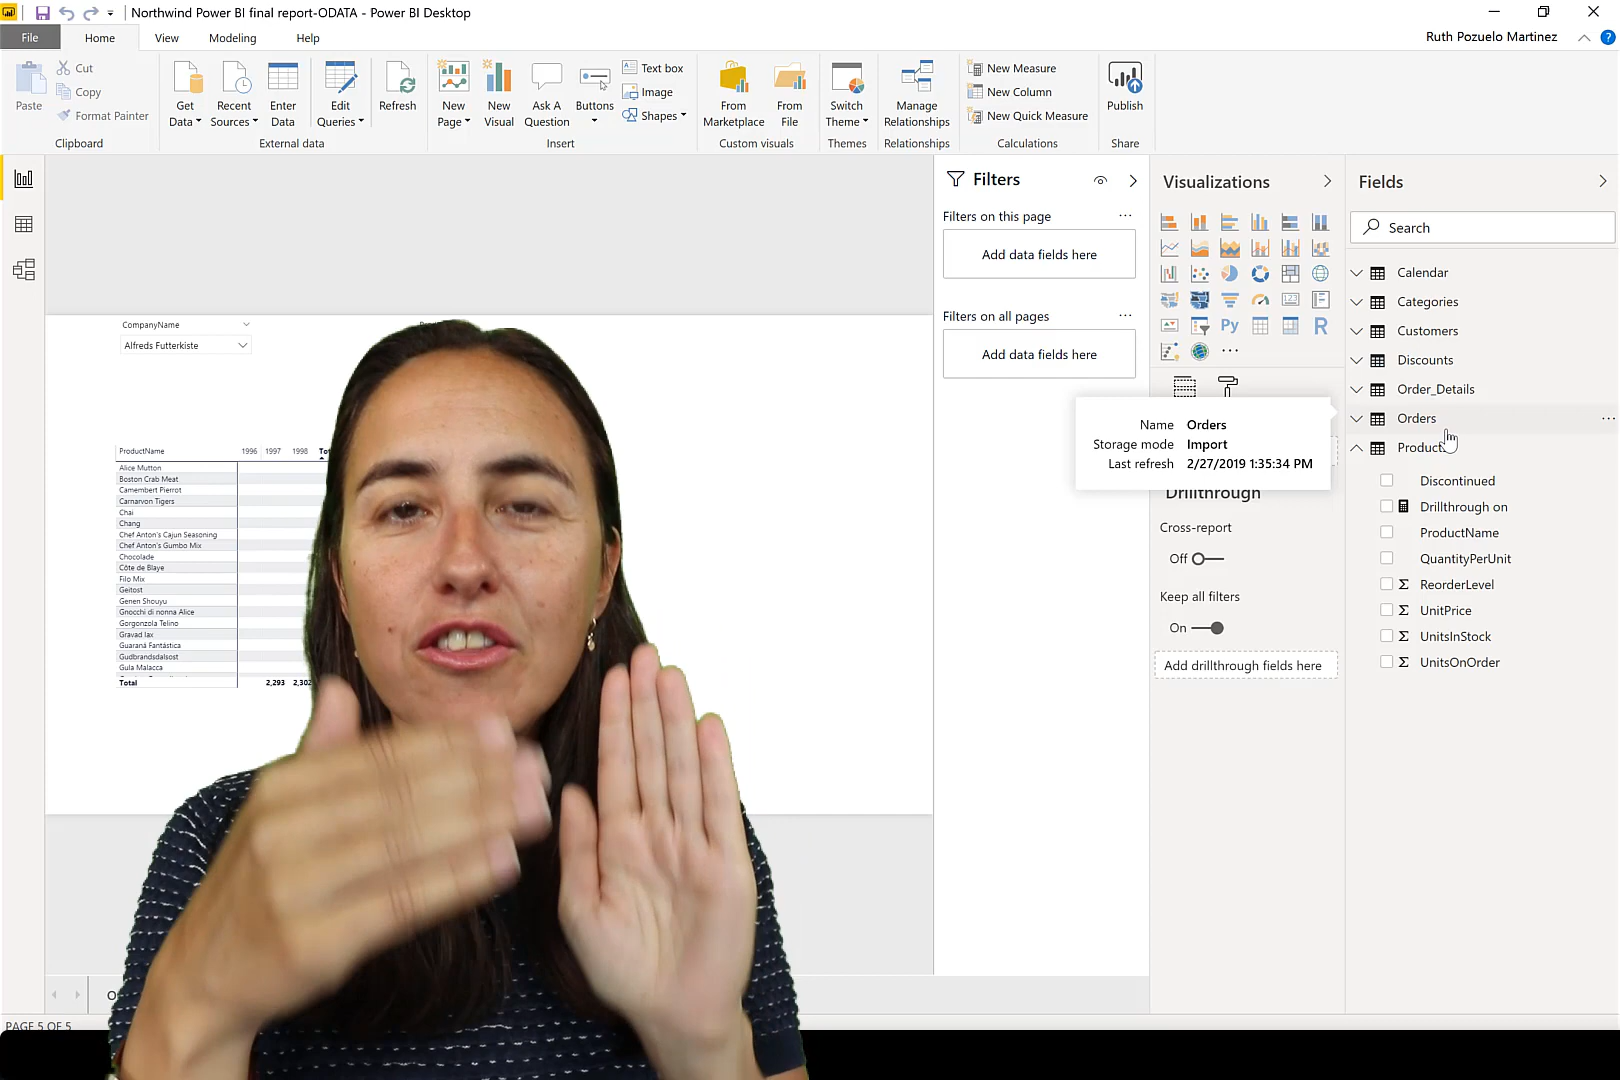 Northwind Power BI final report-ODATA - Power BI Desktop
File Home View Modeling Help
Ruth Pozuelo Martinez
Paste
Cut
Copy
Format Painter
Clipboard
Get Data
Recent Sources
Enter Data
Edit Queries
Refresh
External data
New Page
New Visual
Ask A Question
Buttons
Text box
Image
Shapes
Insert
From Marketplace
From File
Custom visuals
Switch Theme
Themes
Manage Relationships
Relationships
New Measure
New Column
New Quick Measure
Calculations
Publish
Share
CompanyName
Alfreds Futterkiste
ProductName 1996 1997 1998
Alice Mutton
Boston Crab Meat
Camembert Pierrot
Carnarvon Tigers
Chai
Chang
Chef Anton's Cajun Seasoning
Chef Anton's Gumbo Mix
Chocolade
Côte de Blaye
Filo Mix
Geitost
Genen Shouyu
Gnocchi di nonna Alice
Gorgonzola Telino
Gravad lax
Guaraná Fantástica
Gudbrandsdalsost
Gula Malacca
Total 2,293 2,302
PAGE 5 OF 5
Filters
Filters on this page
Add data fields here
Filters on all pages
Add data fields here
Visualizations
123
Py
R
Name Orders
Storage mode Import
Last refresh 2/27/2019 1:35:34 PM
Drillthrough
Cross-report
Off
Keep all filters
On
Add drillthrough fields here
Fields
Search
Calendar
Categories
Customers
Discounts
Order_Details
Orders
Discontinued
Drillthrough on
ProductName
QuantityPerUnit
Σ ReorderLevel
Σ UnitPrice
Σ UnitsInStock
Σ UnitsOnOrder